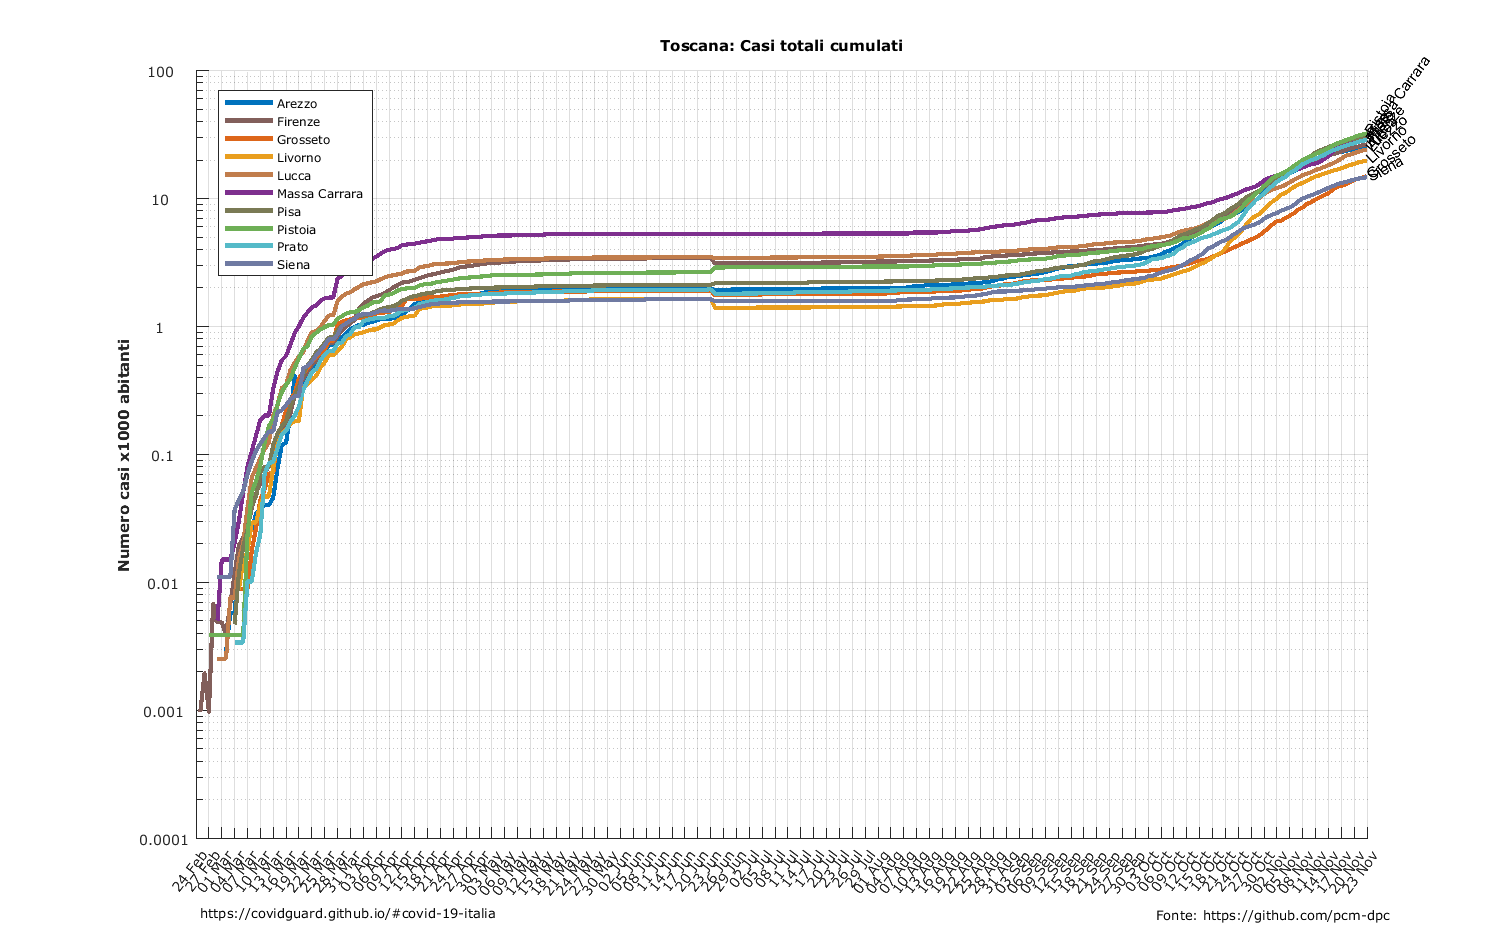 Toscana: Casi totali cumulati
Numero casi x1000 abitanti
100
10
1
0.1
0.01
0.001
0.0001
Arezzo
Firenze
Grosseto
Livorno
Lucca
Massa Carrara
Pisa
Pistoia
Prato
Siena
Massa Carrara
Pistoia
Livorno
Grosseto
Siena
24 Feb
27 Feb
01 Mar
04 Mar
07 Mar
10 Mar
13 Mar
16 Mar
19 Mar
22 Mar
25 Mar
28 Mar
31 Mar
03 Apr
06 Apr
09 Apr
12 Apr
15 Apr
18 Apr
21 Apr
24 Apr
27 Apr
30 Apr
03 May
06 May
09 May
12 May
15 May
18 May
21 May
24 May
27 May
30 May
02 Jun
05 Jun
08 Jun
11 Jun
14 Jun
17 Jun
20 Jun
23 Jun
26 Jun
29 Jun
02 Jul
05 Jul
08 Jul
11 Jul
14 Jul
17 Jul
20 Jul
23 Jul
26 Jul
29 Jul
01 Aug
04 Aug
07 Aug
10 Aug
13 Aug
16 Aug
19 Aug
22 Aug
25 Aug
28 Aug
31 Aug
03 Sep
06 Sep
09 Sep
12 Sep
15 Sep
18 Sep
21 Sep
24 Sep
27 Sep
30 Sep
03 Oct
06 Oct
09 Oct
12 Oct
15 Oct
18 Oct
21 Oct
24 Oct
27 Oct
30 Oct
02 Nov
05 Nov
08 Nov
11 Nov
14 Nov
17 Nov
20 Nov
23 Nov
https://covidguard.github.io/#covid-19-italia
Fonte: https://github.com/pcm-dpc